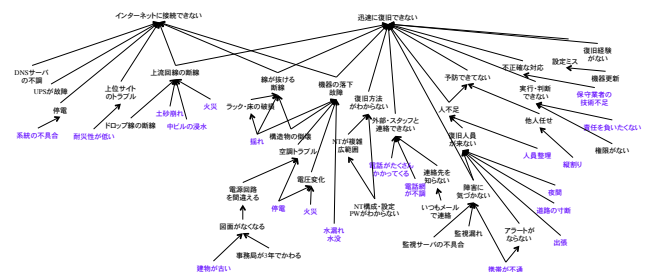 インターネットに接続できない
迅速に復旧できない
復旧経験
がない
DNSサーバ
の不調
UPSが故障
停電
系統の不具合
上位サイト
のトラブル
耐災性が低い
上流回線の断線
ドロップ線の断線
土砂崩れ
中ビルの浸水
火災
線が抜ける
断線
ラック・床の破損
揺れ
構造物の倒壊
機器の落下
故障
空調トラブル
電圧変化
停電
火災
電源回路
を間違える
図面がなくなる
建物が古い
事務局が3年でかわる
水漏れ
水没
復旧方法
がわからない
NTが複雑
広範囲
NT構成・設定
PWがわからない
外部・スタッフと
連絡できない
電話がたくさん
かかってくる
電話網
が不調
連絡先を
知らない
いつもメール
で連絡
予防できてない
人不足
人員整理
復旧人員
が来ない
障害に
気づかない
監視サーバの不具合
監視漏れ
アラートが
ならない
携帯が不通
夜間
道路の寸断
出張
不正確な対応
設定ミス
機器更新
保守業者の
技術不足
実行・判断
できない
他人任せ
縦割り
責任を負いたくない
権限がない